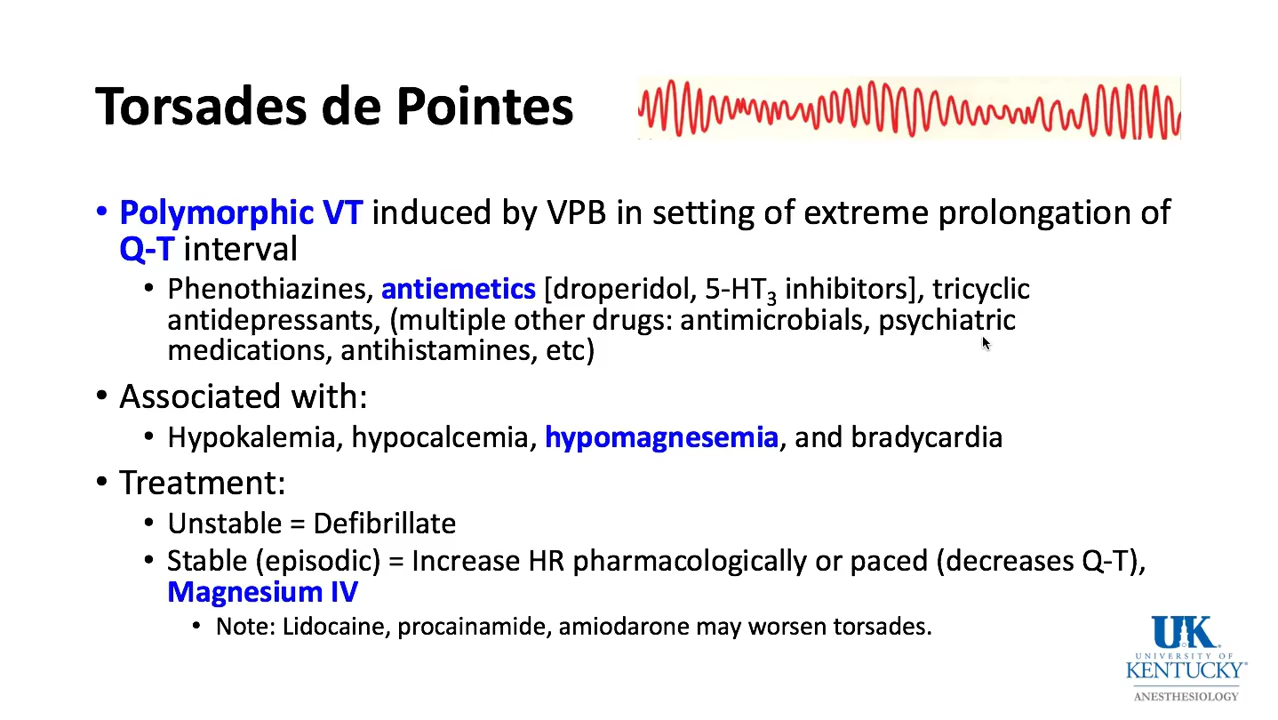 Torsades de Pointes
• Polymorphic VT induced by VPB in setting of extreme prolongation of
Q-T interval
• Phenothiazines, antiemetics [droperidol, 5-HT₃ inhibitors], tricyclic
antidepressants, (multiple other drugs: antimicrobials, psychiatric
medications, antihistamines, etc)
• Associated with:
• Hypokalemia, hypocalcemia, hypomagnesemia, and bradycardia
• Treatment:
• Unstable = Defibrillate
• Stable (episodic) = Increase HR pharmacologically or paced (decreases Q-T),
Magnesium IV
• Note: Lidocaine, procainamide, amiodarone may worsen torsades.
UK
UNIVERSITY OF
KENTUCKY®
ANESTHESIOLOGY